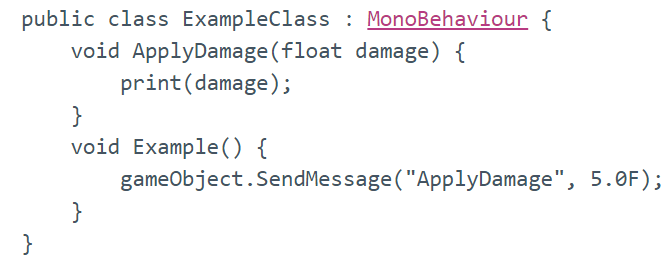 public class ExampleClass : MonoBehaviour {
    void ApplyDamage(float damage) {
        print(damage);
    }
    void Example() {
        gameObject.SendMessage("ApplyDamage", 5.0F);
    }
}